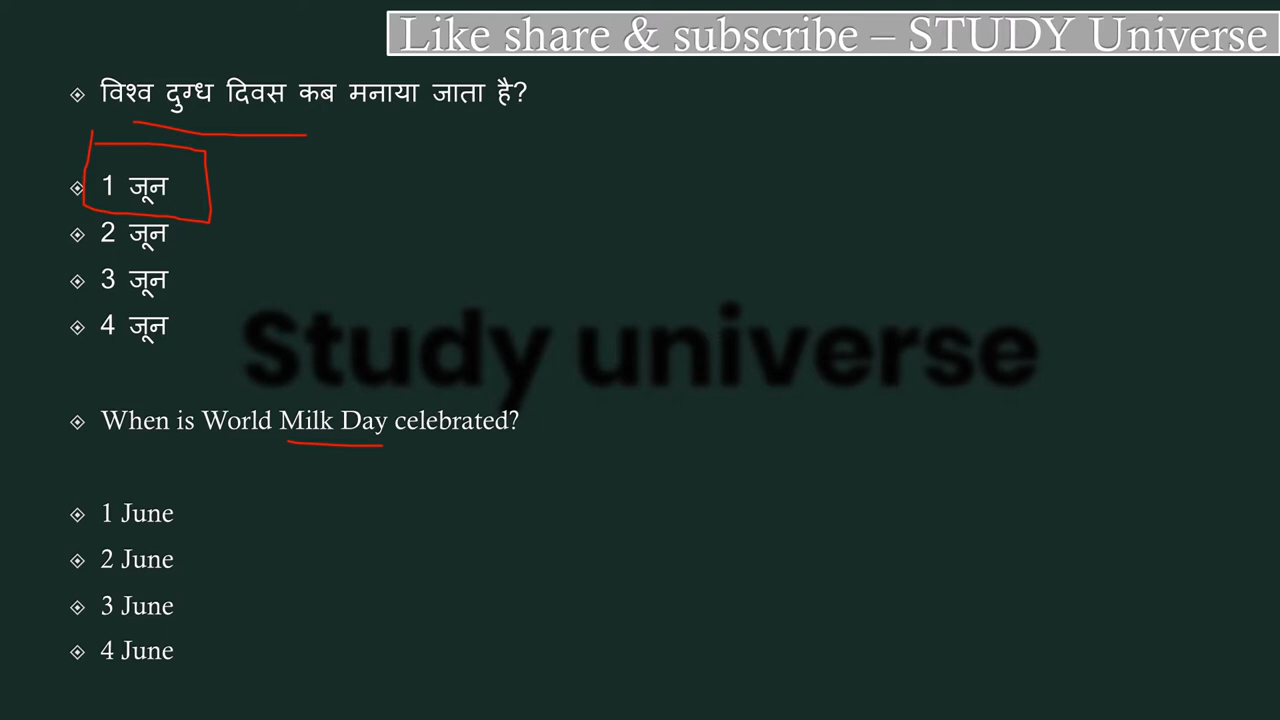 Like share & subscribe – STUDY Universe
विश्व दुग्ध दिवस कब मनाया जाता है?
1 जून
2 जून
3 जून
4 जून
Study universe
When is World Milk Day celebrated?
1 June
2 June
3 June
4 June